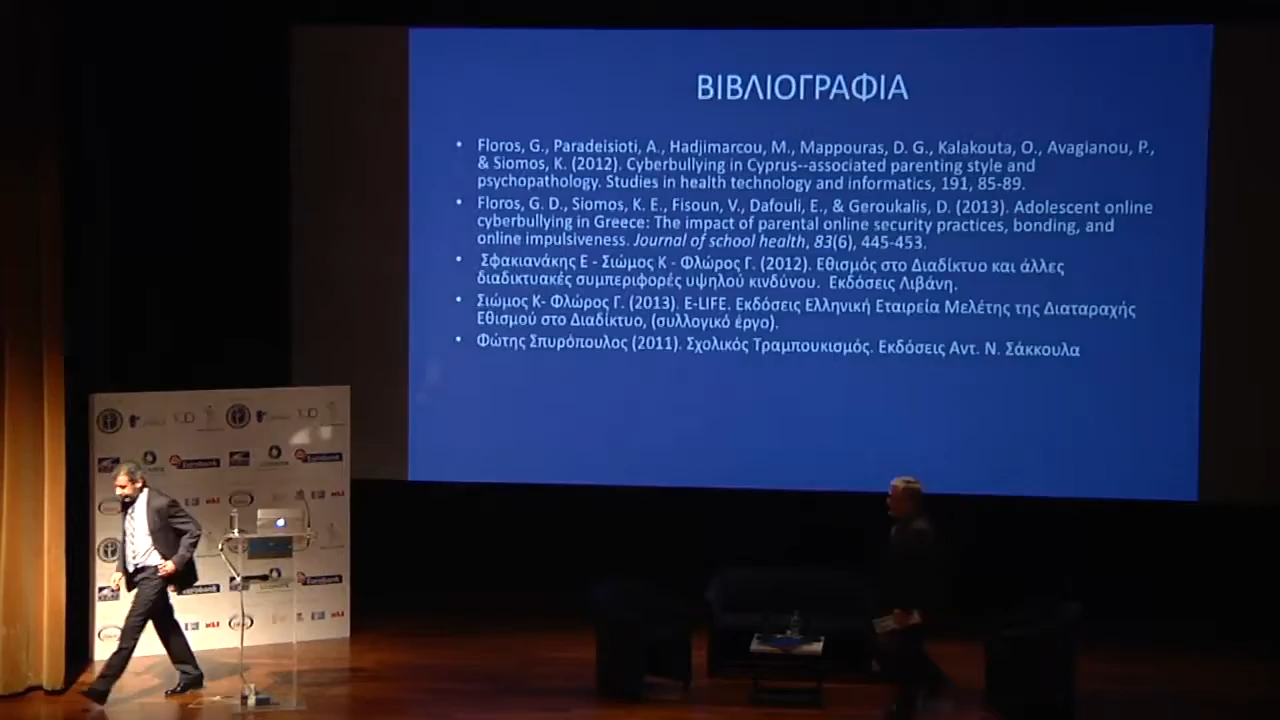 ΒΙΒΛΙΟΓΡΑΦΙΑ
• Floros, G., Paradeisioti, A., Hadjimarcou, M., Mappouras, D. G., Kalakouta, O., Avagianou, P.,
& Siomos, K. (2012). Cyberbullying in Cyprus--associated parenting style and
psychopathology. Studies in health technology and informatics, 191, 85-89.
• Floros, G. D., Siomos, K. E., Fisoun, V., Dafouli, E., & Geroukalis, D. (2013). Adolescent online
cyberbullying in Greece: The impact of parental online security practices, bonding, and
online impulsiveness. Journal of school health, 83(6), 445-453.
• Σφακιανάκης Ε - Σιώμος Κ - Φλώρος Γ. (2012). Εθισμός στο Διαδίκτυο και άλλες
διαδικτυακές συμπεριφορές υψηλού κινδύνου. Εκδόσεις Λιβάνη.
• Σιώμος Κ- Φλώρος Γ. (2013). E-LIFE. Εκδόσεις Ελληνική Εταιρεία Μελέτης της Διαταραχής
Εθισμού στο Διαδίκτυο, (συλλογικό έργο).
• Φώτης Σπυρόπουλος (2011). Σχολικός Τραμπουκισμός. Εκδόσεις Αντ. Ν. Σάκκουλα
Eurobank
Eurobank
Eurobank
Eurobank